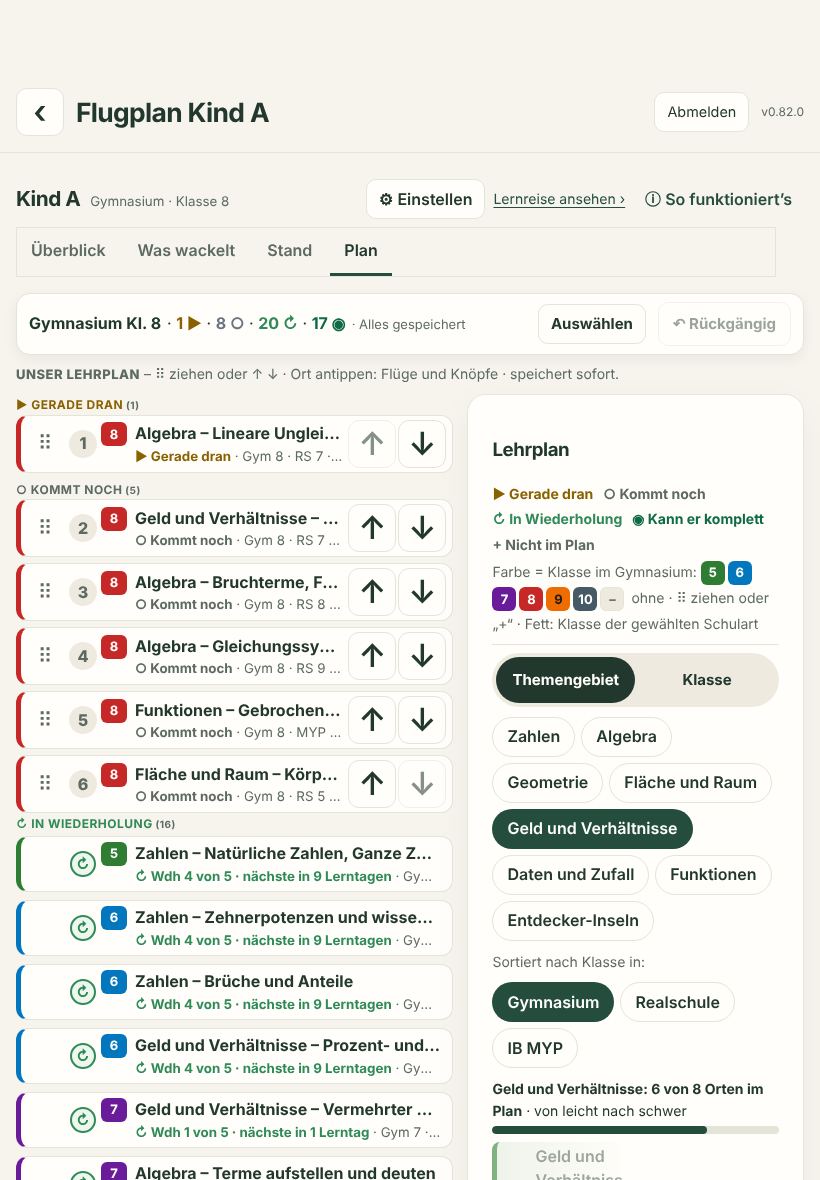 ‹ Flugplan Kind A
Abmelden v0.82.0
Kind A Gymnasium · Klasse 8
⚙ Einstellen Lernreise ansehen › ⓘ So funktioniert's
Überblick Was wackelt Stand Plan
Gymnasium Kl. 8 · 1 ▶ · 8 ○ · 20 ↻ · 17 ◉ · Alles gespeichert
Auswählen ↶ Rückgängig
UNSER LEHRPLAN – ⠿ ziehen oder ↑ ↓ · Ort antippen: Flüge und Knöpfe · speichert sofort.
▶ GERADE DRAN (1)
⠿ 1 8 Algebra – Lineare Unglei… ↑ ↓
▶ Gerade dran · Gym 8 · RS 7 ·…
○ KOMMT NOCH (5)
⠿ 2 8 Geld und Verhältnisse – … ↑ ↓
○ Kommt noch · Gym 8 · RS 7 …
⠿ 3 8 Algebra – Bruchterme, F… ↑ ↓
○ Kommt noch · Gym 8 · RS 8 …
⠿ 4 8 Algebra – Gleichungssy… ↑ ↓
○ Kommt noch · Gym 8 · RS 9 …
⠿ 5 8 Funktionen – Gebrochen… ↑ ↓
○ Kommt noch · Gym 8 · MYP …
⠿ 6 8 Fläche und Raum – Körp… ↑ ↓
○ Kommt noch · Gym 8 · RS 5 …
↻ IN WIEDERHOLUNG (16)
↻ 5 Zahlen – Natürliche Zahlen, Ganze Z…
↻ Wdh 4 von 5 · nächste in 9 Lerntagen · Gy…
↻ 6 Zahlen – Zehnerpotenzen und wisse…
↻ Wdh 4 von 5 · nächste in 9 Lerntagen · Gy…
↻ 6 Zahlen – Brüche und Anteile
↻ Wdh 4 von 5 · nächste in 9 Lerntagen · Gy…
↻ 6 Geld und Verhältnisse – Prozent- und…
↻ Wdh 4 von 5 · nächste in 9 Lerntagen · Gy…
↻ 7 Geld und Verhältnisse – Vermehrter …
↻ Wdh 1 von 5 · nächste in 1 Lerntag · Gym 7 ·…
↻ 7 Algebra – Terme aufstellen und deuten
Lehrplan
▶ Gerade dran ○ Kommt noch
↻ In Wiederholung ◉ Kann er komplett
+ Nicht im Plan
Farbe = Klasse im Gymnasium: 5 6
7 8 9 10 – ohne · ⠿ ziehen oder
„+“ · Fett: Klasse der gewählten Schulart
Themengebiet Klasse
Zahlen Algebra
Geometrie Fläche und Raum
Geld und Verhältnisse
Daten und Zufall Funktionen
Entdecker-Inseln
Sortiert nach Klasse in:
Gymnasium Realschule
IB MYP
Geld und Verhältnisse: 6 von 8 Orten im
Plan · von leicht nach schwer
Geld und
Verhältniss